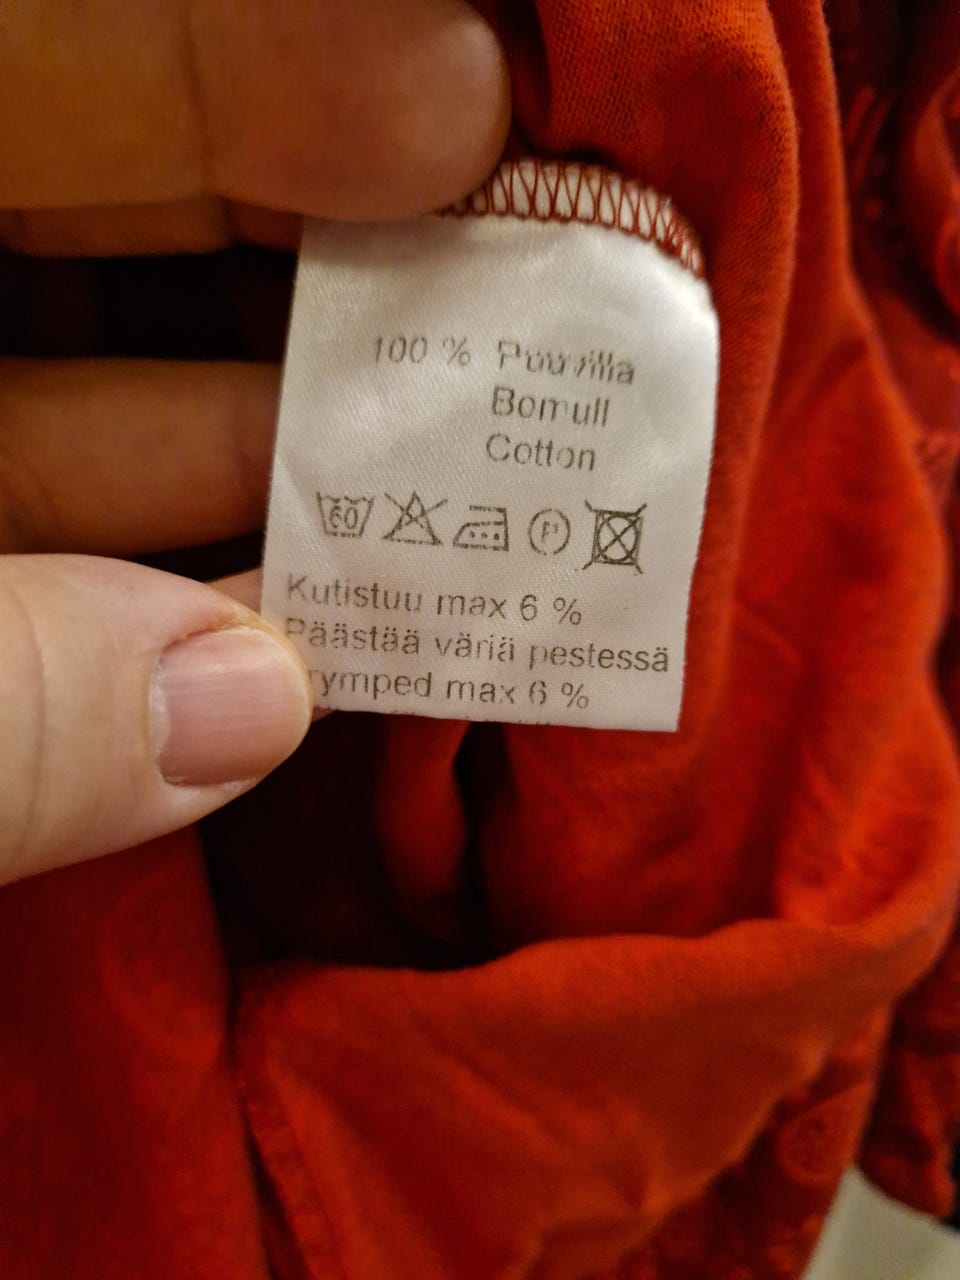 100 % Puuvilla
Bomull
Cotton
60 P
Kutistuu max 6 %
Päästää väriä pestessä
rymped max 6 %